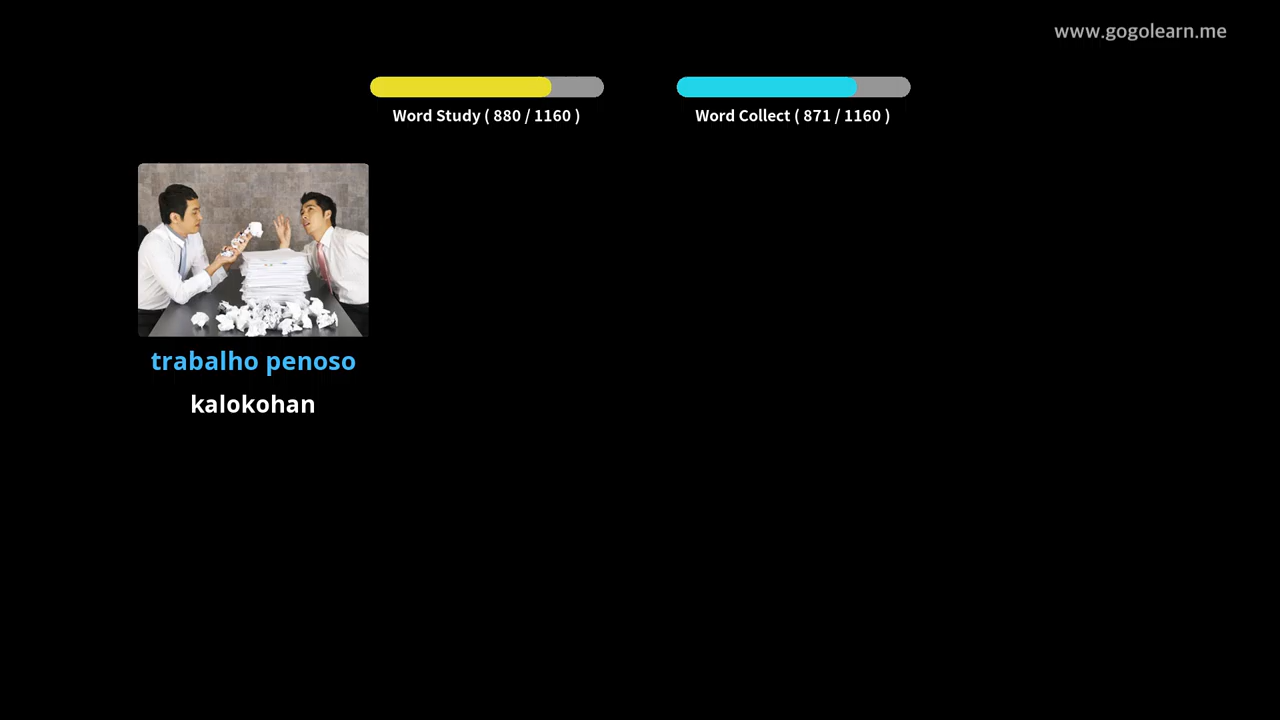 www.gogolearn.me
Word Study ( 880 / 1160 )
Word Collect ( 871 / 1160 )
trabalho penoso
kalokohan